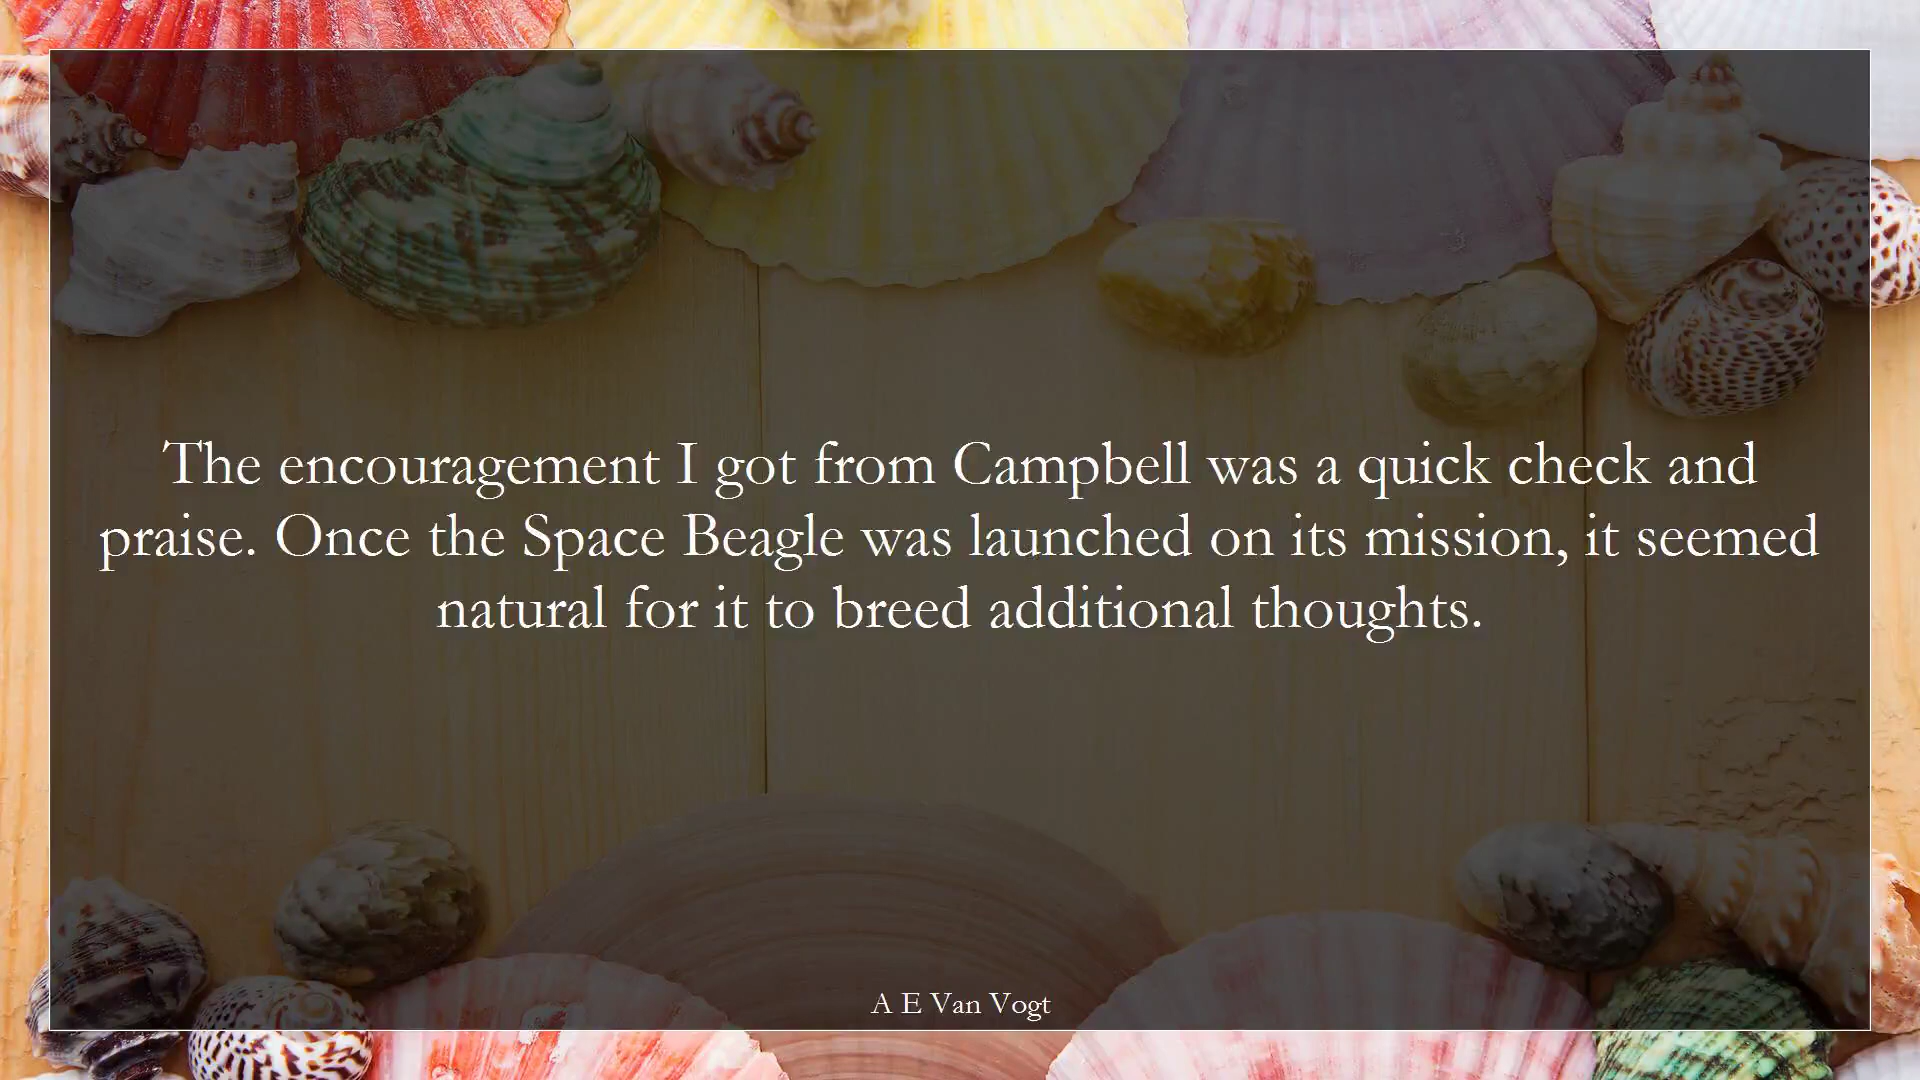 The encouragement I got from Campbell was a quick check and
praise. Once the Space Beagle was launched on its mission, it seemed
natural for it to breed additional thoughts.
A E Van Vogt